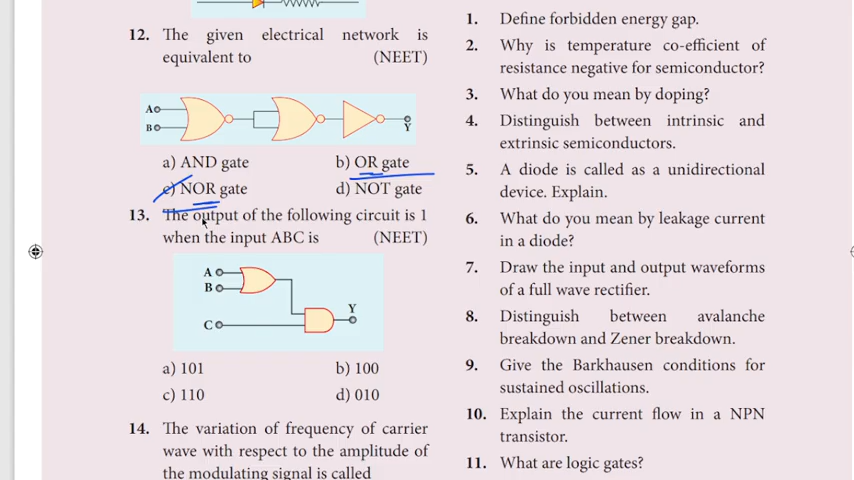 12. The given electrical network is
equivalent to (NEET)
A
B
Y
a) AND gate b) OR gate
c) NOR gate d) NOT gate
13. The output of the following circuit is 1
when the input ABC is (NEET)
A
B
Y
C
a) 101 b) 100
c) 110 d) 010
14. The variation of frequency of carrier
wave with respect to the amplitude of
the modulating signal is called
1. Define forbidden energy gap.
2. Why is temperature co-efficient of
resistance negative for semiconductor?
3. What do you mean by doping?
4. Distinguish between intrinsic and
extrinsic semiconductors.
5. A diode is called as a unidirectional
device. Explain.
6. What do you mean by leakage current
in a diode?
7. Draw the input and output waveforms
of a full wave rectifier.
8. Distinguish between avalanche
breakdown and Zener breakdown.
9. Give the Barkhausen conditions for
sustained oscillations.
10. Explain the current flow in a NPN
transistor.
11. What are logic gates?